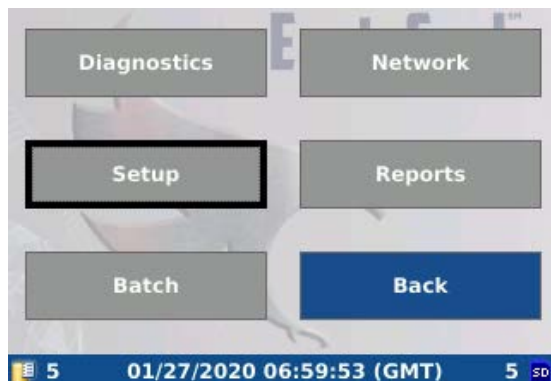 Diagnostics Network
Setup Reports
Batch Back
5 01/27/2020 06:59:53 (GMT) 5 SD